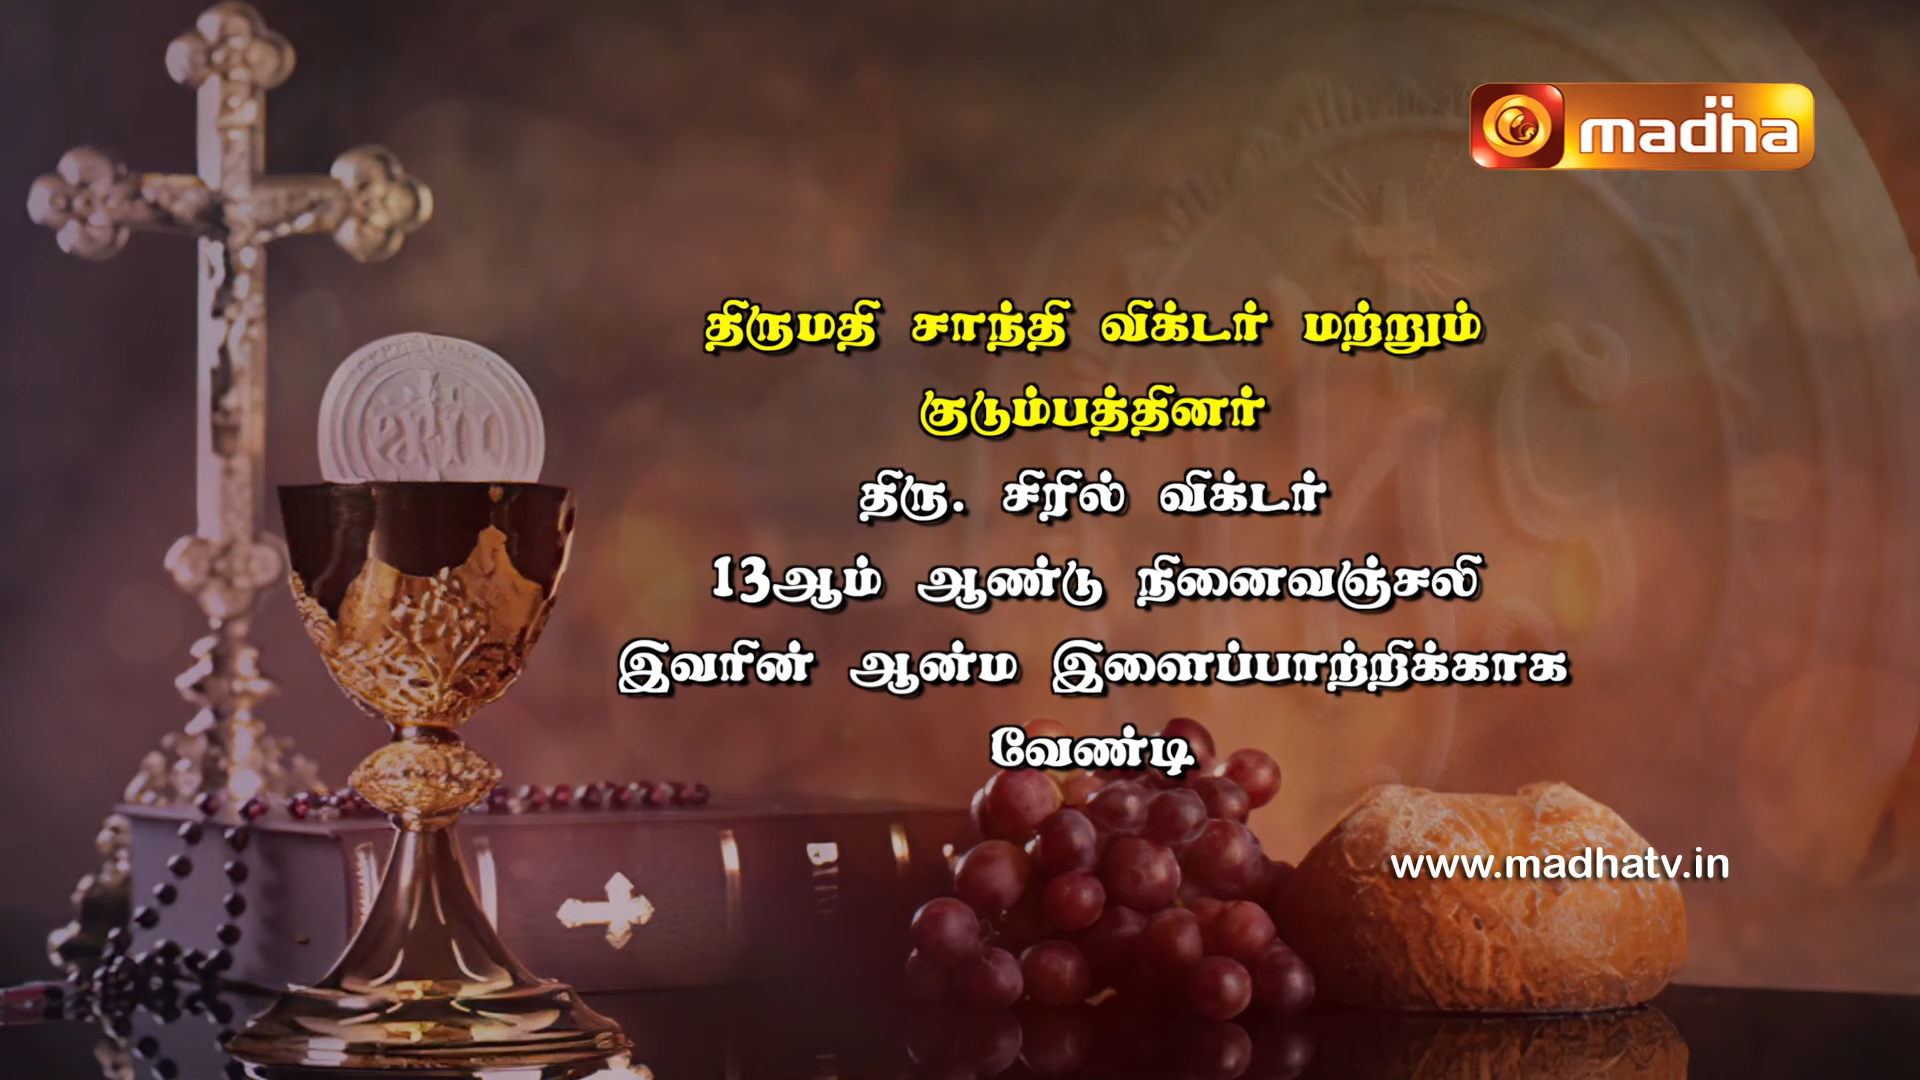 madha
திருமதி சாந்தி விக்டர் மற்றும்
குடும்பத்தினர்
திரு. சிரில் விக்டர்
13ஆம் ஆண்டு நினைவஞ்சலி
இவரின் ஆன்ம இளைப்பாற்றிக்காக
வேண்டி
www.madhatv.in